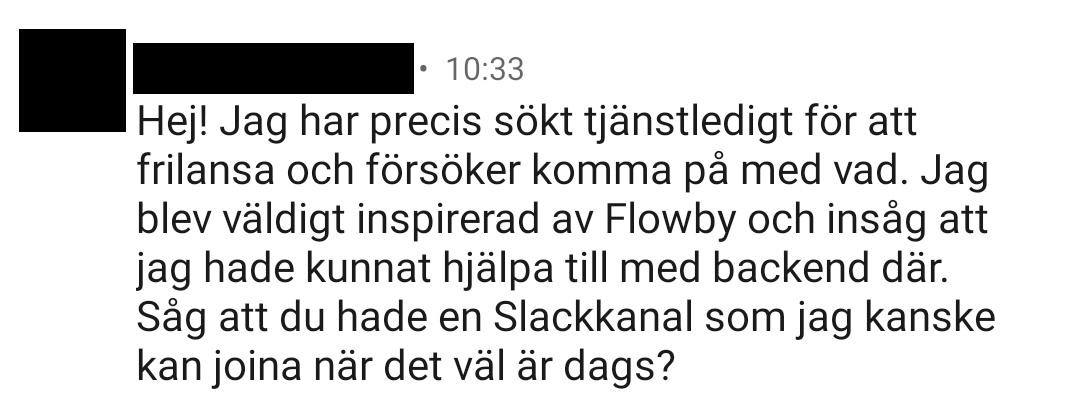 • 10:33
Hej! Jag har precis sökt tjänstledigt för att
frilansa och försöker komma på med vad. Jag
blev väldigt inspirerad av Flowby och insåg att
jag hade kunnat hjälpa till med backend där.
Såg att du hade en Slackkanal som jag kanske
kan joina när det väl är dags?